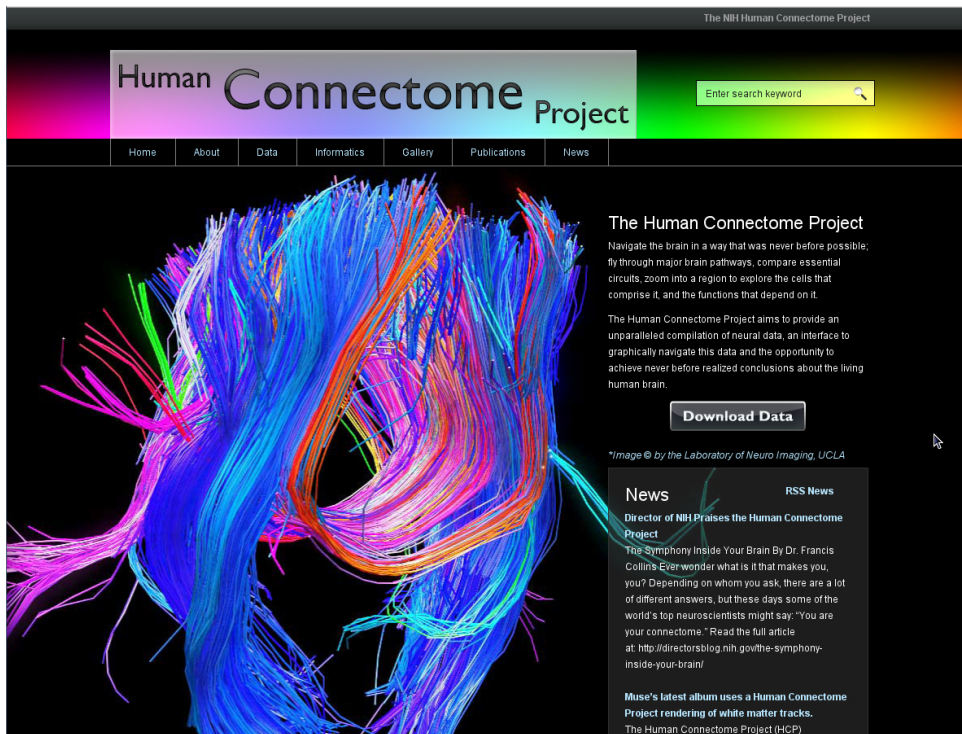 The NIH Human Connectome Project
Human Connectome Project
Enter search keyword
Home About Data Informatics Gallery Publications News
The Human Connectome Project
Navigate the brain in a way that was never before possible;
fly through major brain pathways, compare essential
circuits, zoom into a region to explore the cells that
comprise it, and the functions that depend on it.
The Human Connectome Project aims to provide an
unparalleled compilation of neural data, an interface to
graphically navigate this data and the opportunity to
achieve never before realized conclusions about the living
human brain.
Download Data
*Image © by the Laboratory of Neuro Imaging, UCLA
News RSS News
Director of NIH Praises the Human Connectome
Project
The Symphony Inside Your Brain By Dr. Francis
Collins Ever wonder what is it that makes you,
you? Depending on whom you ask, there are a lot
of different answers, but these days some of the
world's top neuroscientists might say: "You are
your connectome." Read the full article
at: http://directorsblog.nih.gov/the-symphony-
inside-your-brain/
Muse's latest album uses a Human Connectome
Project rendering of white matter tracks.
The Human Connectome Project (HCP)